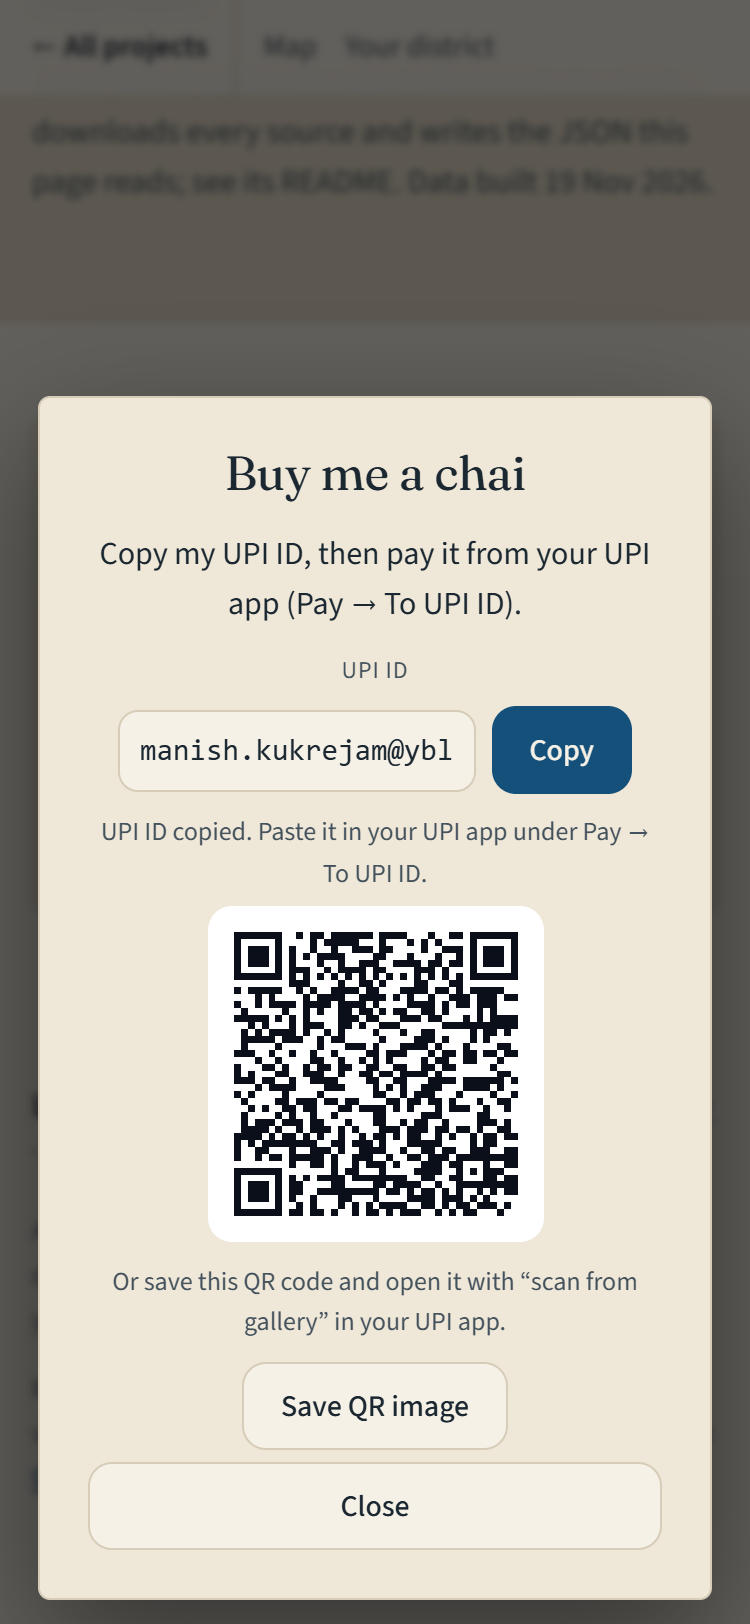 ← All projects
Map
Your district
downloads every source and writes the JSON this
page reads; see its README. Data built 19 Nov 2026.
Buy me a chai
Copy my UPI ID, then pay it from your UPI
app (Pay → To UPI ID).
UPI ID
manish.kukrejam@ybl
Copy
UPI ID copied. Paste it in your UPI app under Pay →
To UPI ID.
Or save this QR code and open it with “scan from
gallery” in your UPI app.
Save QR image
Close